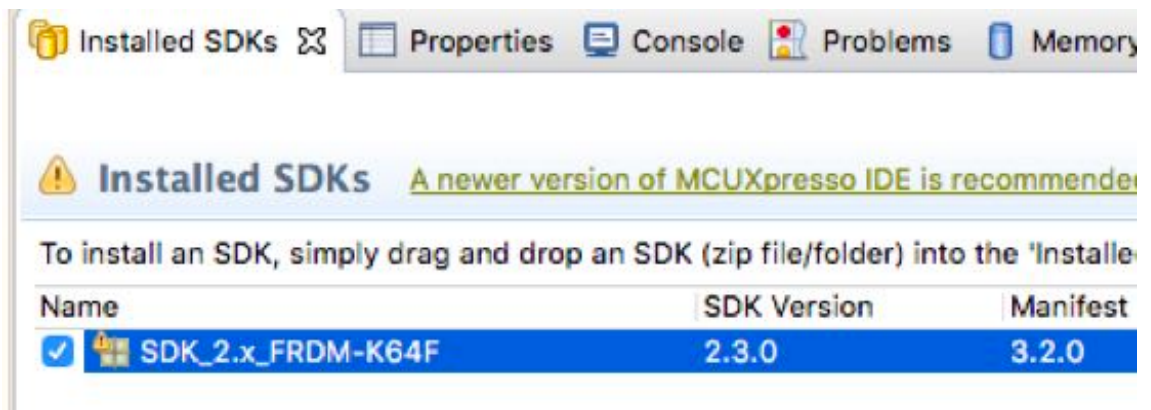 Installed SDKs Properties Console Problems Memory
Installed SDKs A newer version of MCUXpresso IDE is recommended
To install an SDK, simply drag and drop an SDK (zip file/folder) into the 'Installe
Name SDK Version Manifest
SDK_2.x_FRDM-K64F 2.3.0 3.2.0